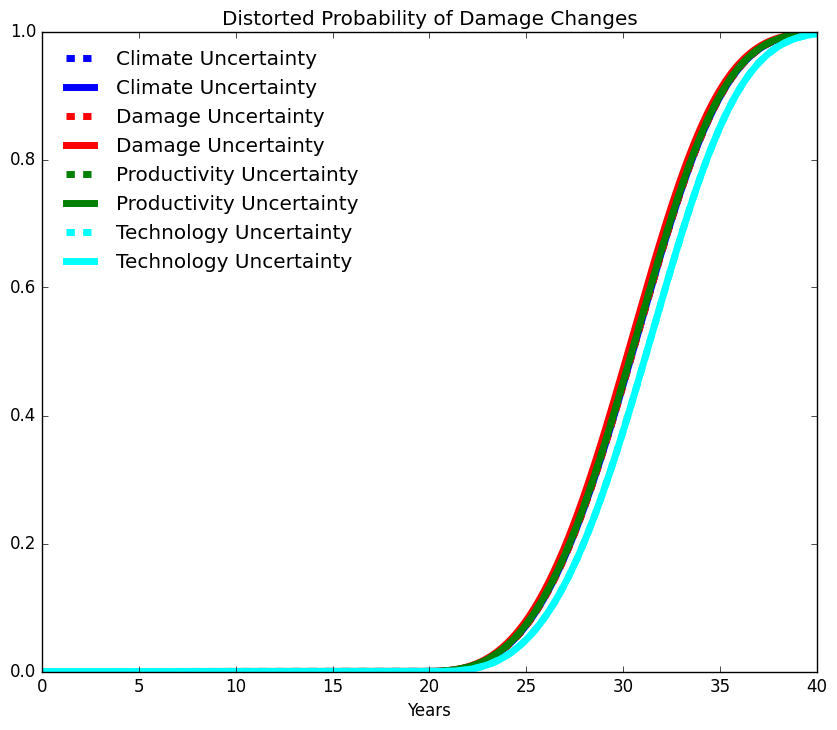 Distorted Probability of Damage Changes
1.0
Climate Uncertainty
Climate Uncertainty
Damage Uncertainty
Damage Uncertainty
0.8
Productivity Uncertainty
Productivity Uncertainty
Technology Uncertainty
Technology Uncertainty
0.6
0.4
0.2
0.0
0 5 10 15 20 25 30 35 40
Years